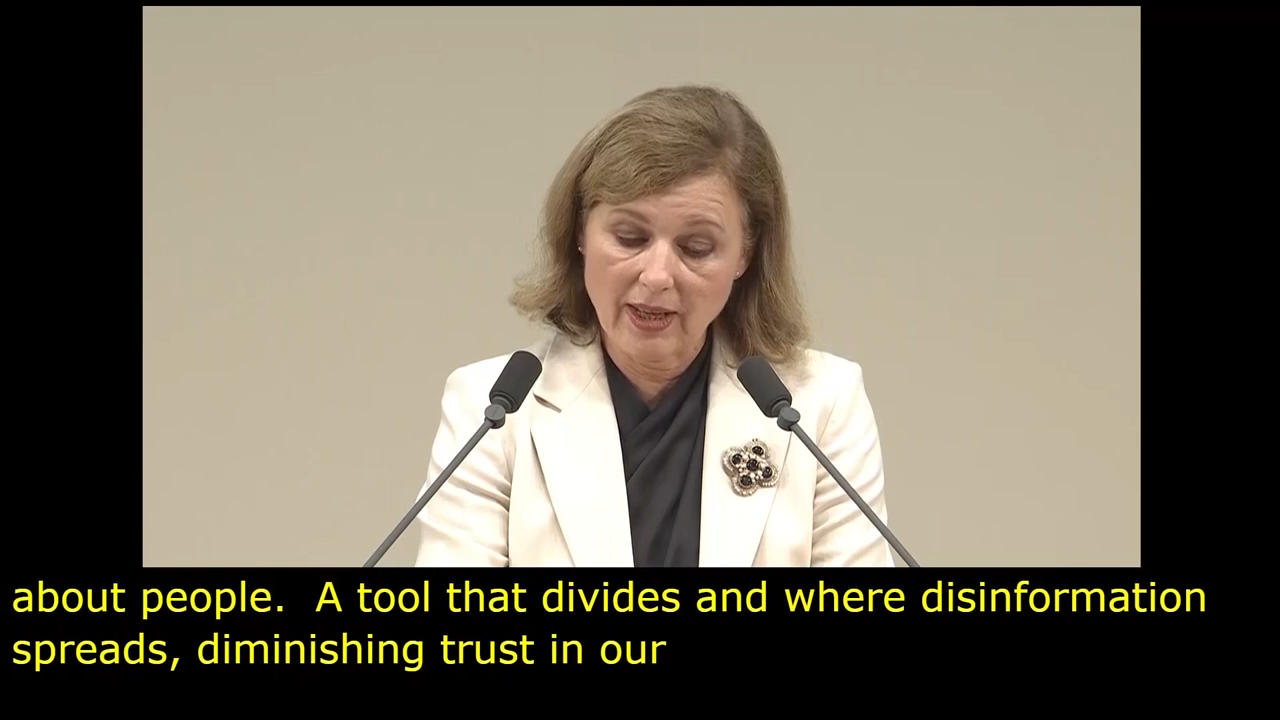 about people.  A tool that divides and where disinformation
spreads, diminishing trust in our